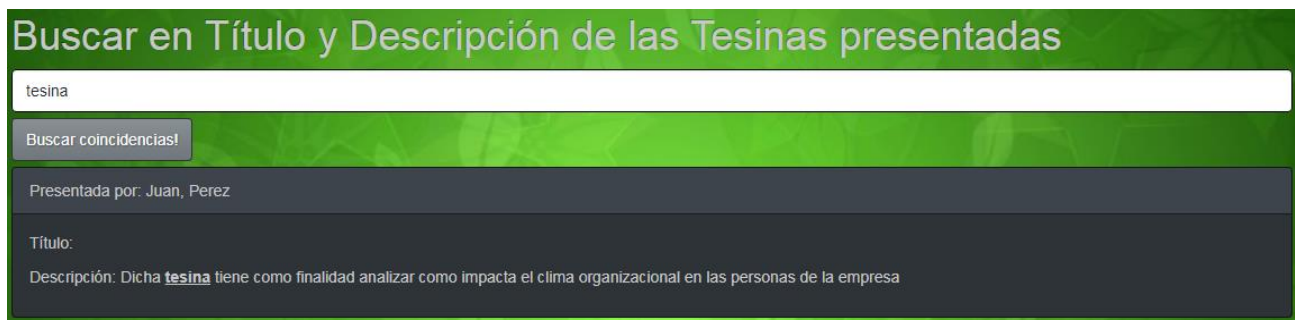 Buscar en Título y Descripción de las Tesinas presentadas
tesina
Buscar coincidencias!
Presentada por: Juan, Perez
Título:
Descripción: Dicha tesina tiene como finalidad analizar como impacta el clima organizacional en las personas de la empresa